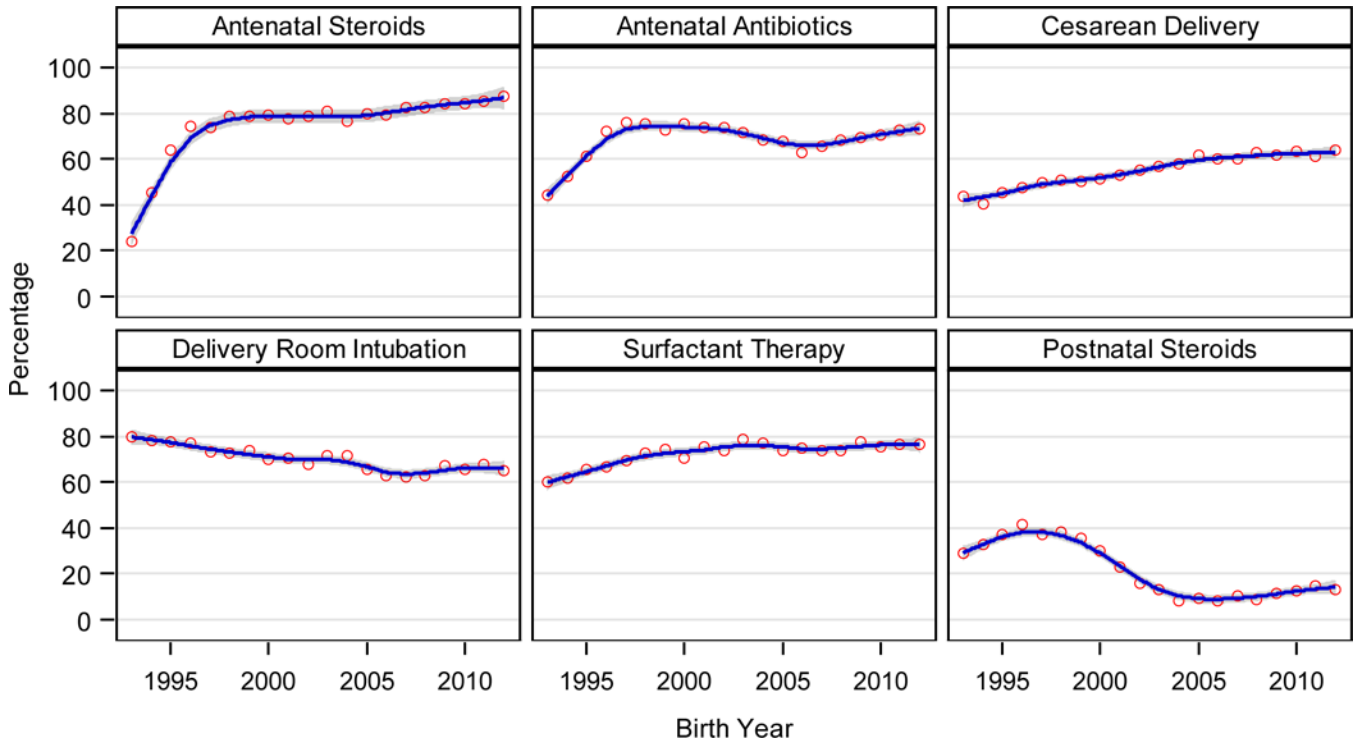 Antenatal Steroids
Antenatal Antibiotics
Cesarean Delivery
100
80
60
40
20
0
Delivery Room Intubation
Surfactant Therapy
Postnatal Steroids
100
80
60
40
20
0
Percentage
1995 2000 2005 2010
1995 2000 2005 2010
1995 2000 2005 2010
Birth Year